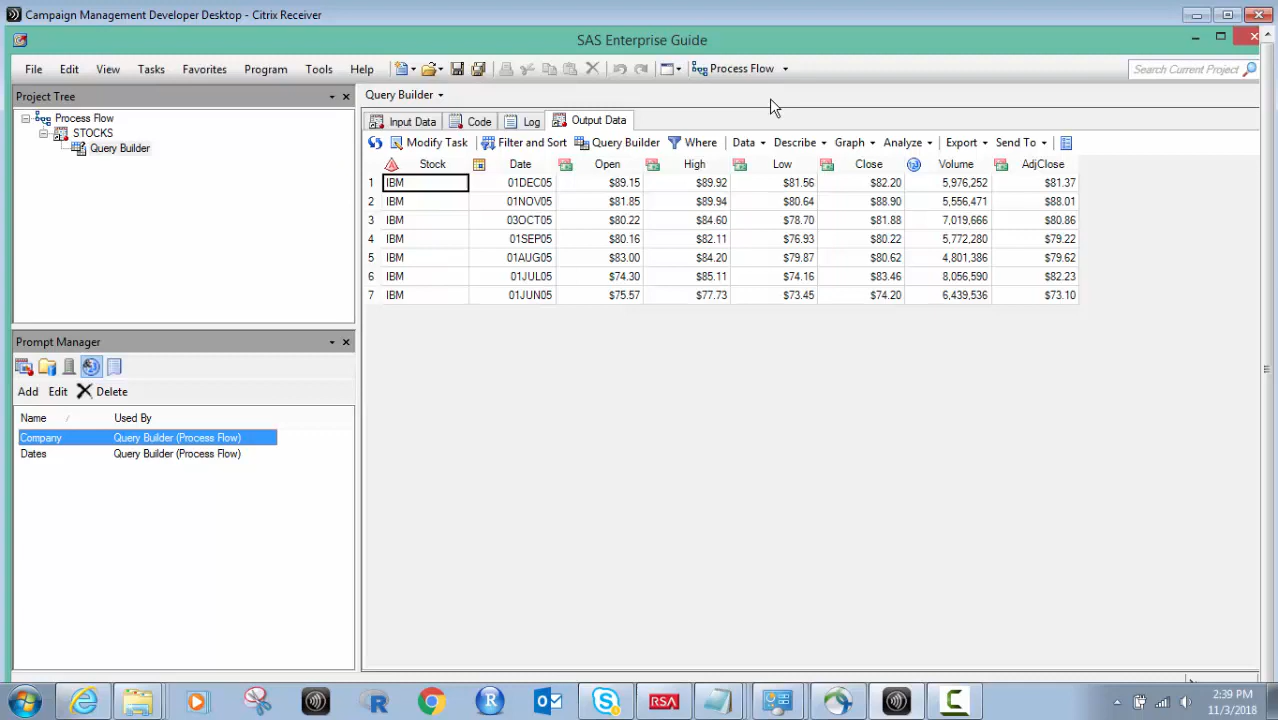 Campaign Management Developer Desktop - Citrix Receiver
SAS Enterprise Guide
File Edit View Tasks Favorites Program Tools Help Process Flow Search Current Project
Project Tree
Process Flow
STOCKS
Query Builder
Query Builder
Input Data Code Log Output Data
Modify Task Filter and Sort Query Builder Where Data Describe Graph Analyze Export Send To
Stock Date Open High Low Close Volume AdjClose
1 IBM 01DEC05 $89.15 $89.92 $81.56 $82.20 5,976,252 $81.37
2 IBM 01NOV05 $81.85 $89.94 $80.64 $88.90 5,556,471 $88.01
3 IBM 03OCT05 $80.22 $84.60 $78.70 $81.88 7,019,666 $80.86
4 IBM 01SEP05 $80.16 $82.11 $76.93 $80.22 5,772,280 $79.22
5 IBM 01AUG05 $83.00 $84.20 $79.87 $80.62 4,801,386 $79.62
6 IBM 01JUL05 $74.30 $85.11 $74.16 $83.46 8,056,590 $82.23
7 IBM 01JUN05 $75.57 $77.73 $73.45 $74.20 6,439,536 $73.10
Prompt Manager
Add Edit Delete
Name Used By
Company Query Builder (Process Flow)
Dates Query Builder (Process Flow)
RSA
2:39 PM
11/3/2018